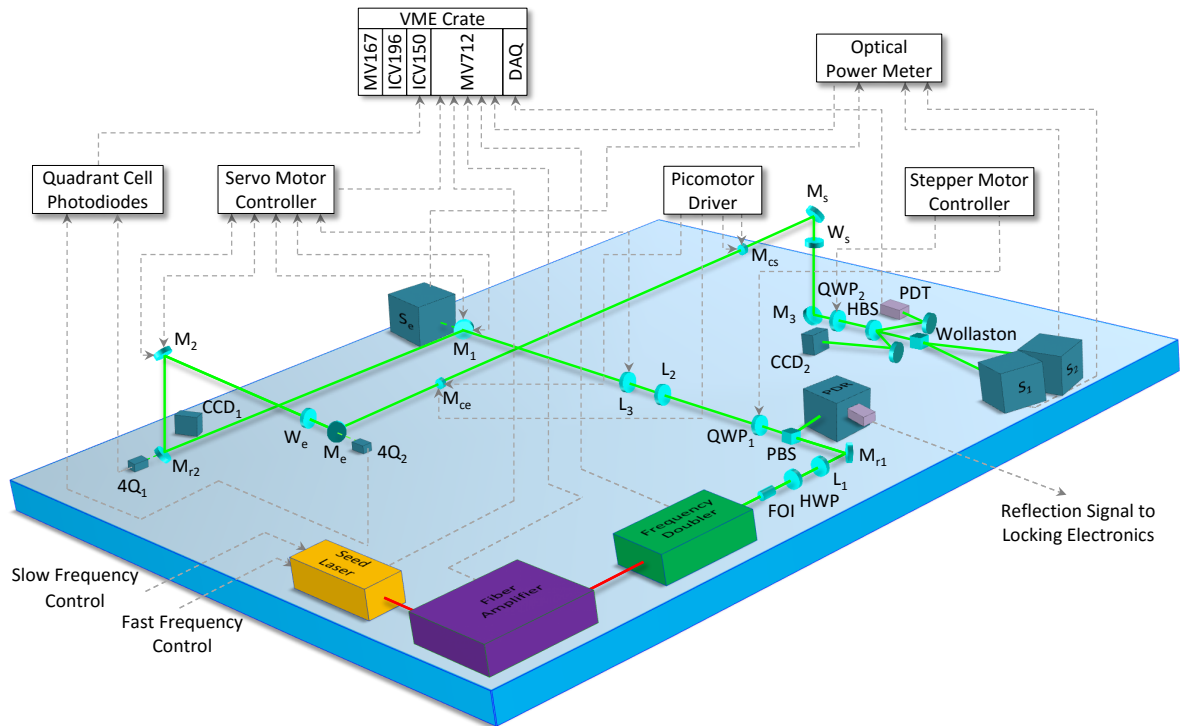 VME Crate
MV167
ICV196
ICV150
MV712
DAQ
Optical
Power Meter
Quadrant Cell
Photodiodes
Servo Motor
Controller
Picomotor
Driver
Stepper Motor
Controller
Mₛ
Wₛ
M꜀ₛ
QWP₂
HBS
PDT
M₃
Wollaston
CCD₂
S₁
S₂
Sₑ
M₁
M₂
L₂
L₃
M꜀ₑ
PDR
CCD₁
Wₑ
Mₑ
4Q₂
QWP₁
PBS
Mᵣ₁
4Q₁
Mᵣ₂
L₁
HWP
FOI
Reflection Signal to
Locking Electronics
Frequency
Doubler
Seed
Laser
Fiber
Amplifier
Slow Frequency
Control
Fast Frequency
Control